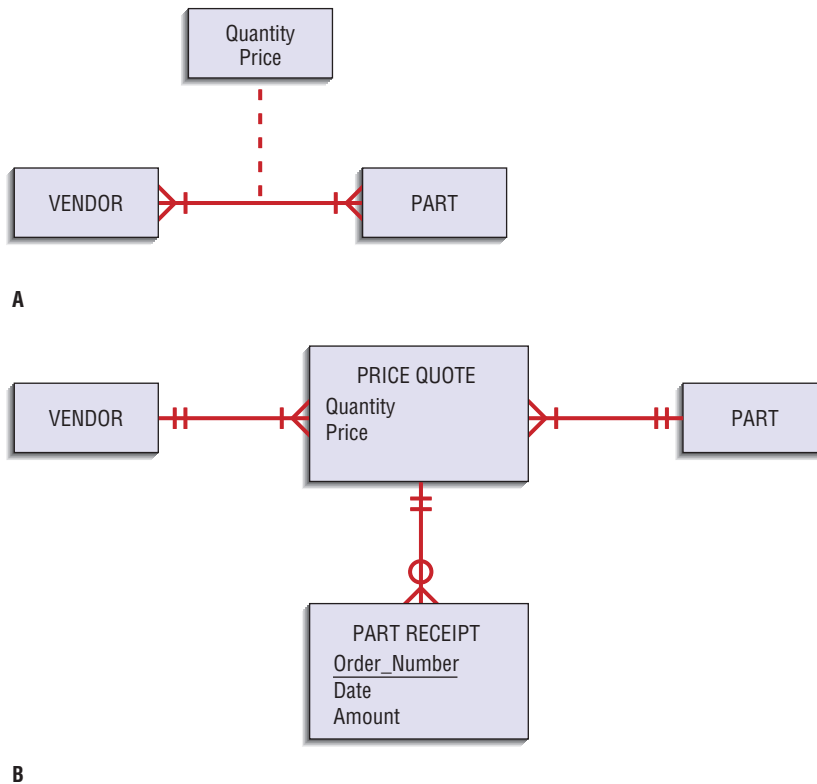 Quantity
Price
VENDOR
PART
A
VENDOR
PRICE QUOTE
Quantity
Price
PART
PART RECEIPT
Order_Number
Date
Amount
B